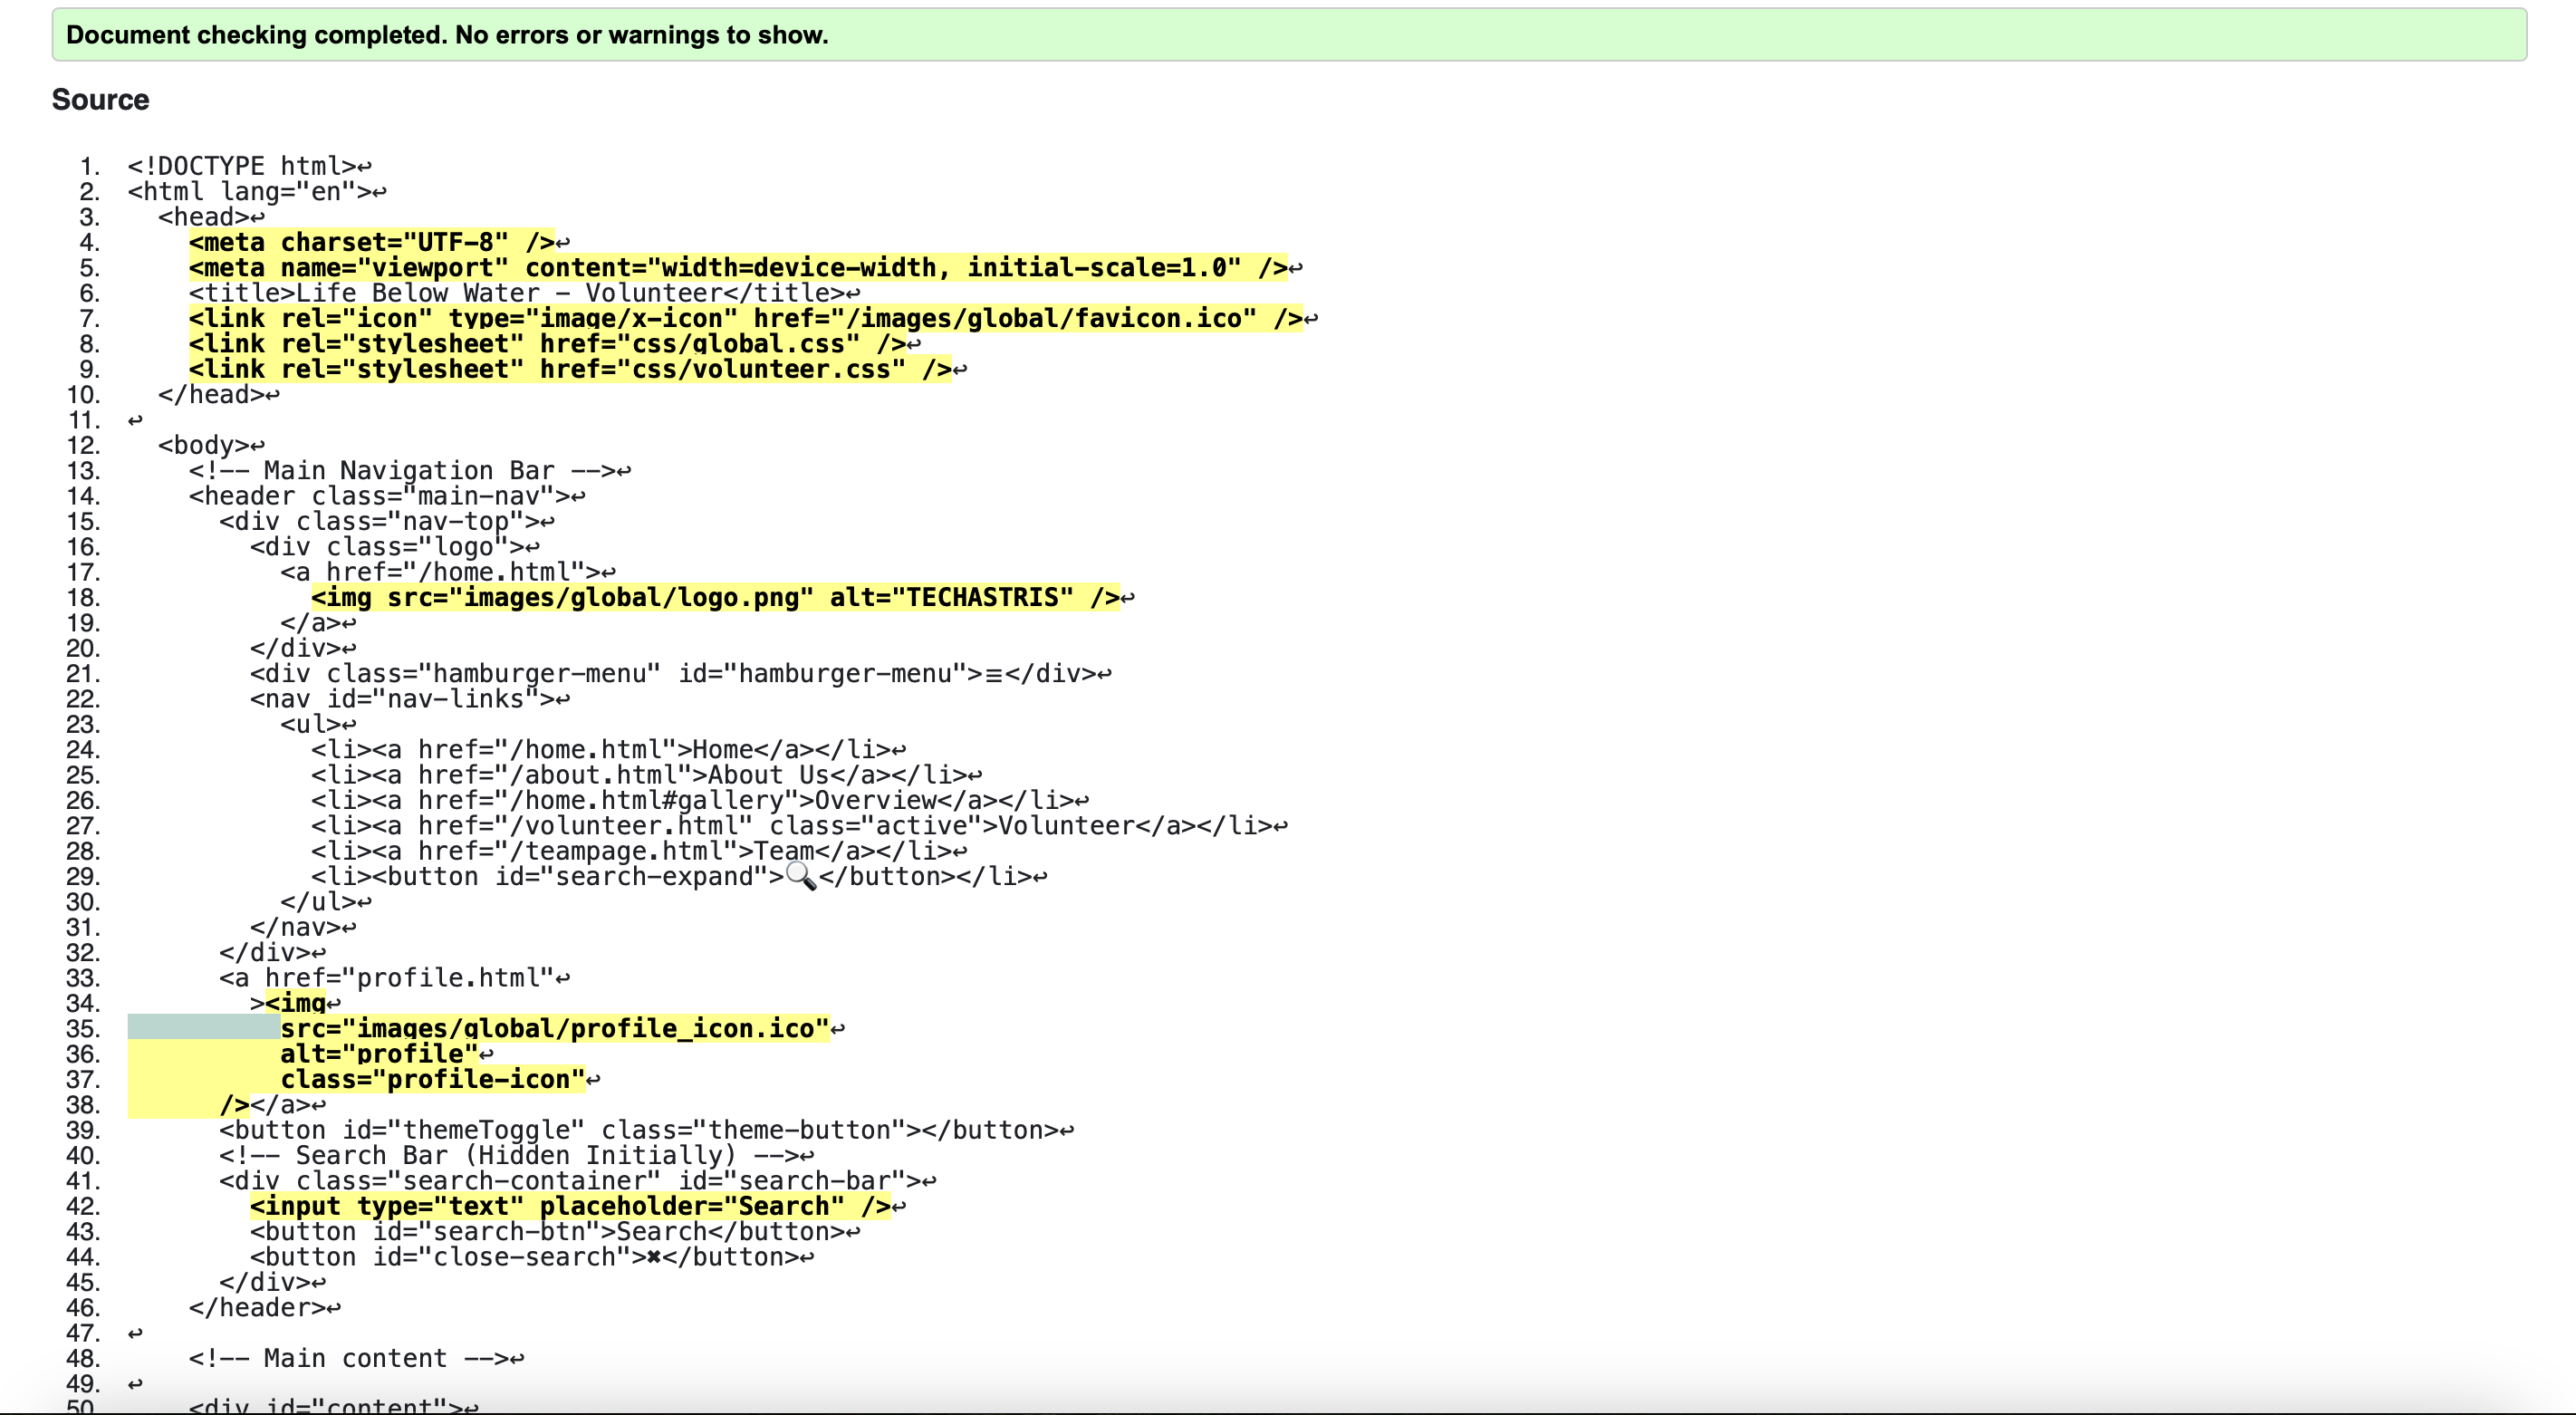 Document checking completed. No errors or warnings to show.
Source
1. <!DOCTYPE html>↩
2. <html lang="en">↩
3. <head>↩
4. <meta charset="UTF-8" />↩
5. <meta name="viewport" content="width=device-width, initial-scale=1.0" />↩
6. <title>Life Below Water - Volunteer</title>↩
7. <link rel="icon" type="image/x-icon" href="/images/global/favicon.ico" />↩
8. <link rel="stylesheet" href="css/global.css" />↩
9. <link rel="stylesheet" href="css/volunteer.css" />↩
10. </head>↩
11. ↩
12. <body>↩
13. <!-- Main Navigation Bar -->↩
14. <header class="main-nav">↩
15. <div class="nav-top">↩
16. <div class="logo">↩
17. <a href="/home.html">↩
18. <img src="images/global/logo.png" alt="TECHASTRIS" />↩
19. </a>↩
20. </div>↩
21. <div class="hamburger-menu" id="hamburger-menu">≡</div>↩
22. <nav id="nav-links">↩
23. <ul>↩
24. <li><a href="/home.html">Home</a></li>↩
25. <li><a href="/about.html">About Us</a></li>↩
26. <li><a href="/home.html#gallery">Overview</a></li>↩
27. <li><a href="/volunteer.html" class="active">Volunteer</a></li>↩
28. <li><a href="/teampage.html">Team</a></li>↩
29. <li><button id="search-expand">🔍</button></li>↩
30. </ul>↩
31. </nav>↩
32. </div>↩
33. <a href="profile.html"↩
34. ><img↩
35. src="images/global/profile_icon.ico"↩
36. alt="profile"↩
37. class="profile-icon"↩
38. /></a>↩
39. <button id="themeToggle" class="theme-button"></button>↩
40. <!-- Search Bar (Hidden Initially) -->↩
41. <div class="search-container" id="search-bar">↩
42. <input type="text" placeholder="Search" />↩
43. <button id="search-btn">Search</button>↩
44. <button id="close-search">✖</button>↩
45. </div>↩
46. </header>↩
47. ↩
48. <!-- Main content -->↩
49. ↩
50. <div id="content">↩